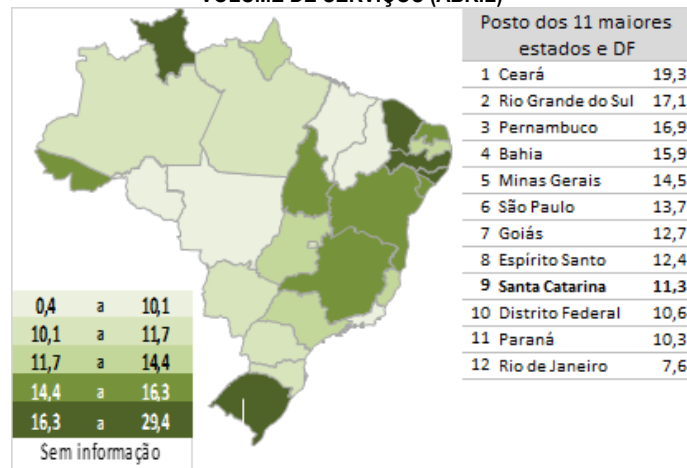 VOLUME DE SERVIÇOS (ABRIL)
Posto dos 11 maiores
estados e DF
1 Ceará 19,3
2 Rio Grande do Sul 17,1
3 Pernambuco 16,9
4 Bahia 15,9
5 Minas Gerais 14,5
6 São Paulo 13,7
7 Goiás 12,7
8 Espírito Santo 12,4
9 Santa Catarina 11,3
10 Distrito Federal 10,6
11 Paraná 10,3
12 Rio de Janeiro 7,6
0,4 a 10,1
10,1 a 11,7
11,7 a 14,4
14,4 a 16,3
16,3 a 29,4
Sem informação